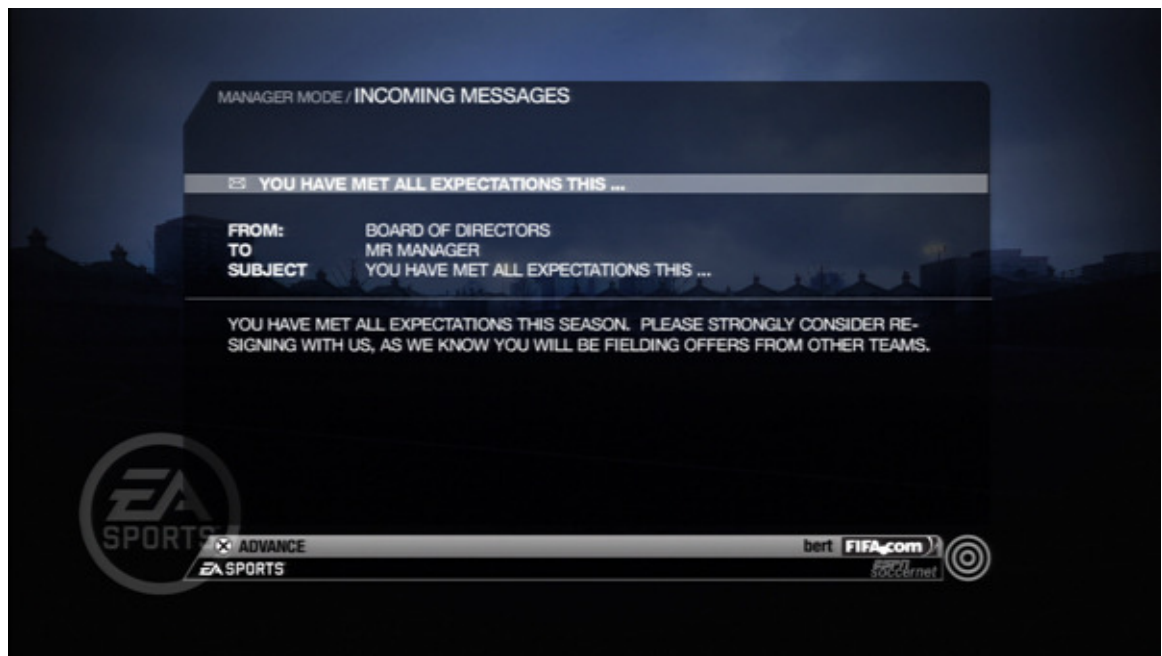 MANAGER MODE / INCOMING MESSAGES
YOU HAVE MET ALL EXPECTATIONS THIS ...
FROM: BOARD OF DIRECTORS
TO MR MANAGER
SUBJECT YOU HAVE MET ALL EXPECTATIONS THIS ...
YOU HAVE MET ALL EXPECTATIONS THIS SEASON. PLEASE STRONGLY CONSIDER RE-
SIGNING WITH US, AS WE KNOW YOU WILL BE FIELDING OFFERS FROM OTHER TEAMS.
EA
SPORTS
ADVANCE bert FIFA.com
EA SPORTS ESPN soccernet